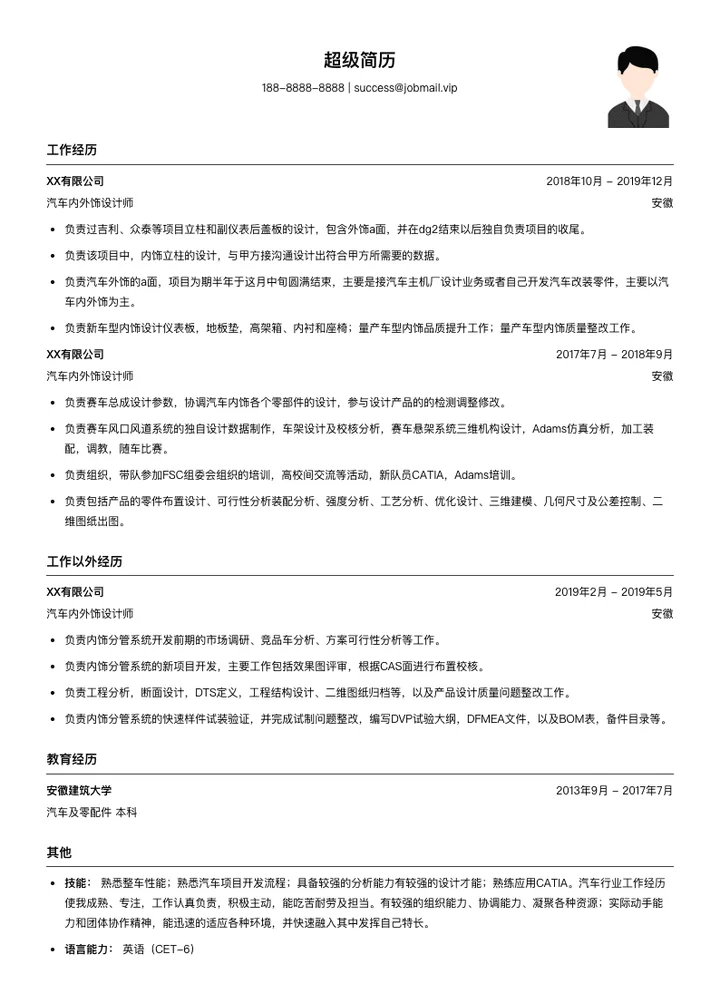 超级简历
188-8888-8888 | success@jobmail.vip
工作经历
XX有限公司 2018年10月 – 2019年12月
汽车内外饰设计师 安徽
• 负责过吉利、众泰等项目立柱和副仪表后盖板的设计，包含外饰a面，并在dg2结束以后独自负责项目的收尾。
• 负责该项目中，内饰立柱的设计，与甲方接沟通设计出符合甲方所需要的数据。
• 负责汽车外饰的a面，项目为期半年于这月中旬圆满结束，主要是接汽车主机厂设计业务或者自己开发汽车改装零件，主要以汽
车内外饰为主。
• 负责新车型内饰设计仪表板，地板垫，高架箱、内衬和座椅；量产车型内饰品质提升工作；量产车型内饰质量整改工作。
XX有限公司 2017年7月 – 2018年9月
汽车内外饰设计师 安徽
• 负责赛车总成设计参数，协调汽车内饰各个零部件的设计，参与设计产品的的检测调整修改。
• 负责赛车风口风道系统的独自设计数据制作，车架设计及校核分析，赛车悬架系统三维机构设计，Adams仿真分析，加工装
配，调教，随车比赛。
• 负责组织，带队参加FSC组委会组织的培训，高校间交流等活动，新队员CATIA，Adams培训。
• 负责包括产品的零件布置设计、可行性分析装配分析、强度分析、工艺分析、优化设计、三维建模、几何尺寸及公差控制、二
维图纸出图。
工作以外经历
XX有限公司 2019年2月 – 2019年5月
汽车内外饰设计师 安徽
• 负责内饰分管系统开发前期的市场调研、竞品车分析、方案可行性分析等工作。
• 负责内饰分管系统的新项目开发，主要工作包括效果图评审，根据CAS面进行布置校核。
• 负责工程分析，断面设计，DTS定义，工程结构设计、二维图纸归档等，以及产品设计质量问题整改工作。
• 负责内饰分管系统的快速样件试装验证，并完成试制问题整改，编写DVP试验大纲，DFMEA文件，以及BOM表，备件目录等。
教育经历
安徽建筑大学 2013年9月 – 2017年7月
汽车及零配件 本科
其他
• 技能： 熟悉整车性能；熟悉汽车项目开发流程；具备较强的分析能力有较强的设计才能；熟练应用CATIA。汽车行业工作经历
使我成熟、专注，工作认真负责，积极主动，能吃苦耐劳及担当。有较强的组织能力、协调能力、凝聚各种资源；实际动手能
力和团体协作精神，能迅速的适应各种环境，并快速融入其中发挥自己特长。
• 语言能力： 英语（CET-6）